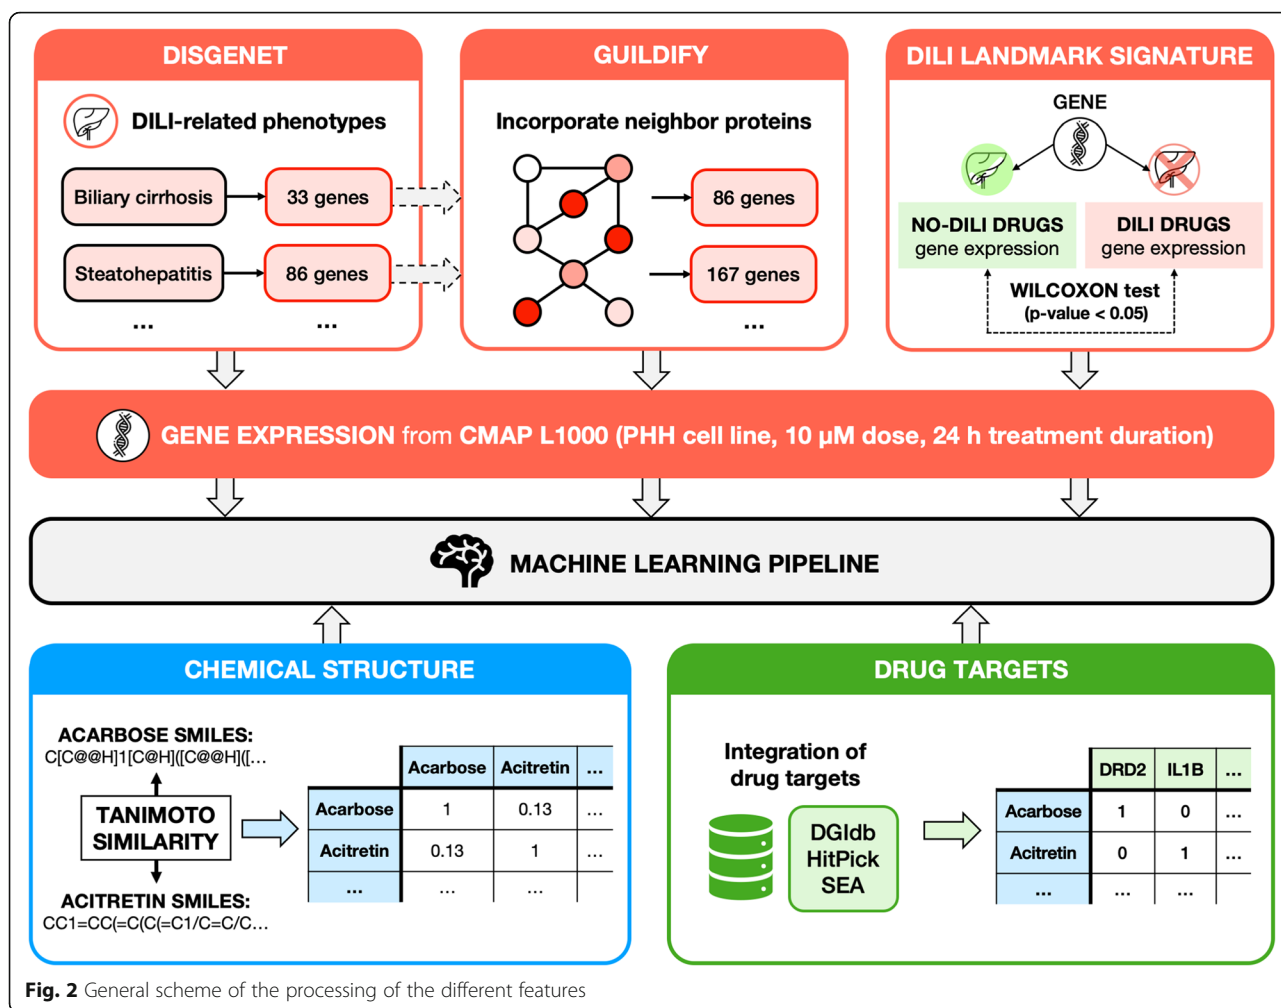 DISGENET
DILI-related phenotypes
Biliary cirrhosis
33 genes
Steatohepatitis
86 genes
...
...
GUILDIFY
Incorporate neighbor proteins
86 genes
167 genes
...
DILI LANDMARK SIGNATURE
GENE
NO-DILI DRUGS
gene expression
DILI DRUGS
gene expression
WILCOXON test
(p-value < 0.05)
GENE EXPRESSION from CMAP L1000 (PHH cell line, 10 µM dose, 24 h treatment duration)
MACHINE LEARNING PIPELINE
CHEMICAL STRUCTURE
ACARBOSE SMILES:
C[C@@H]1[C@H]([C@@H]([...
TANIMOTO
SIMILARITY
ACITRETIN SMILES:
CC1=CC(=C(C(=C1/C=C/C...
Acarbose Acitretin ...
Acarbose 1 0.13 ...
Acitretin 0.13 1 ...
... ... ... ...
DRUG TARGETS
Integration of
drug targets
DGIdb
HitPick
SEA
DRD2 IL1B ...
Acarbose 1 0 ...
Acitretin 0 1 ...
... ... ... ...
Fig. 2 General scheme of the processing of the different features